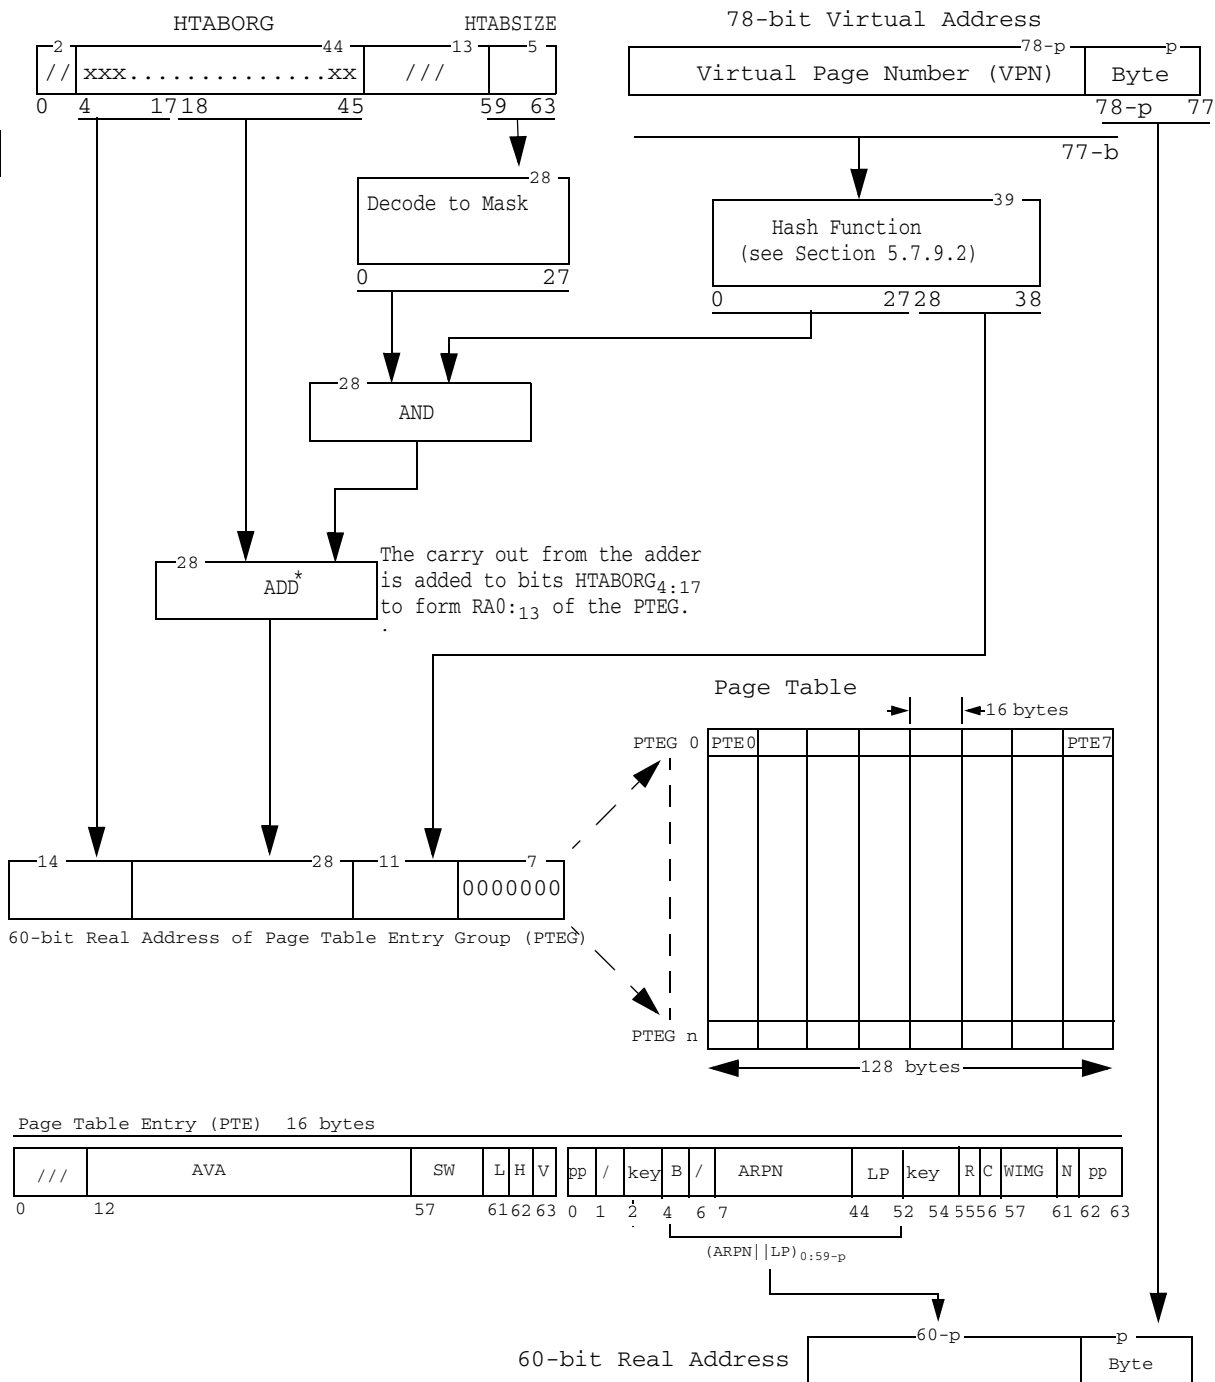 HTABORG HTABSIZE 78-bit Virtual Address
2 44 13 5 78-p p
// xxx..............xx /// Virtual Page Number (VPN) Byte
0 4 17 18 45 59 63 78-p 77
77-b
28
Decode to Mask
0 27
39
Hash Function
(see Section 5.7.9.2)
0 27 28 38
28
AND
28
ADD*
The carry out from the adder
is added to bits HTABORG4:17
to form RA0:13 of the PTEG.
.
Page Table
16 bytes
PTEG 0 PTE0 PTE7
14 28 11 7
0000000
60-bit Real Address of Page Table Entry Group (PTEG)
PTEG n
128 bytes
Page Table Entry (PTE) 16 bytes
/// AVA SW L H V pp / key B / ARPN LP key R C WIMG N pp
0 12 57 61 62 63 0 1 2 4 6 7 44 52 54 55 56 57 61 62 63
(ARPN||LP)0:59-p
60-p p
60-bit Real Address Byte